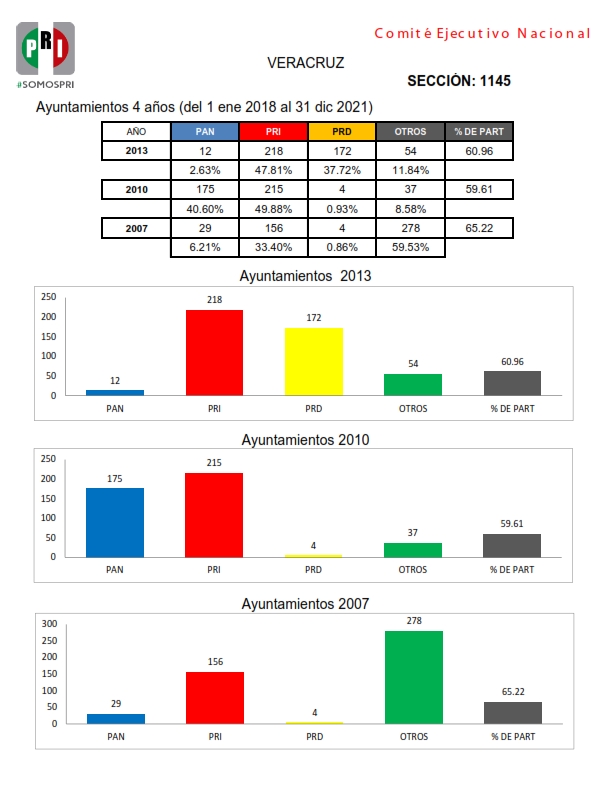 Comité Ejecutivo Nacional
PRI
#SOMOSPRI
VERACRUZ
SECCIÓN: 1145
Ayuntamientos 4 años (del 1 ene 2018 al 31 dic 2021)
AÑO PAN PRI PRD OTROS % DE PART
2013 12 218 172 54 60.96
2.63% 47.81% 37.72% 11.84%
2010 175 215 4 37 59.61
40.60% 49.88% 0.93% 8.58%
2007 29 156 4 278 65.22
6.21% 33.40% 0.86% 59.53%
Ayuntamientos 2013
250
200
150
100
50
0
12 218 172 54 60.96
PAN PRI PRD OTROS % DE PART
Ayuntamientos 2010
250
200
150
100
50
0
175 215 4 37 59.61
PAN PRI PRD OTROS % DE PART
Ayuntamientos 2007
300
250
200
150
100
50
0
29 156 4 278 65.22
PAN PRI PRD OTROS % DE PART